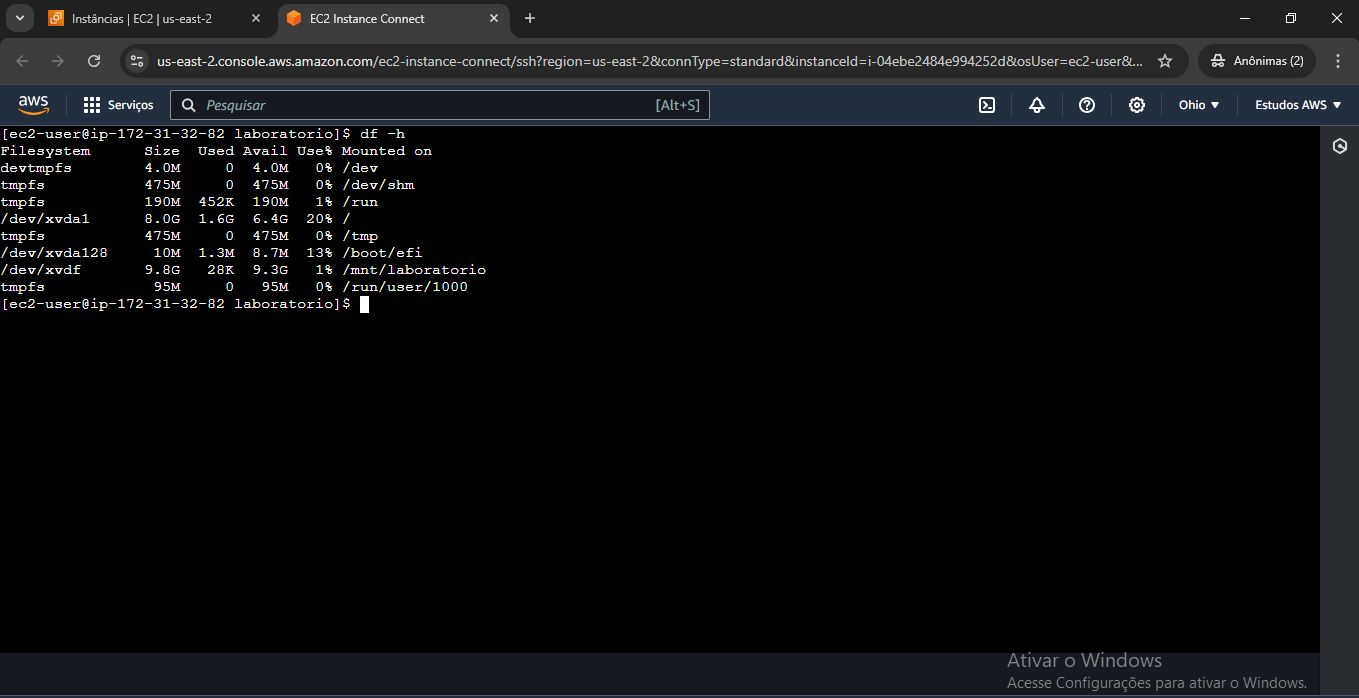 Instâncias | EC2 | us-east-2
EC2 Instance Connect
us-east-2.console.aws.amazon.com/ec2-instance-connect/ssh?region=us-east-2&connType=standard&instanceId=i-04ebe2484e994252d&osUser=ec2-user&...
Anônimas (2)
aws
Serviços
Pesquisar
[Alt+S]
Ohio
Estudos AWS
[ec2-user@ip-172-31-32-82 laboratorio]$ df -h
Filesystem      Size  Used Avail Use% Mounted on
devtmpfs        4.0M     0  4.0M   0% /dev
tmpfs           475M     0  475M   0% /dev/shm
tmpfs           190M  452K  190M   1% /run
/dev/xvda1      8.0G  1.6G  6.4G  20% /
tmpfs           475M     0  475M   0% /tmp
/dev/xvda128     10M  1.3M  8.7M  13% /boot/efi
/dev/xvdf       9.8G   28K  9.3G   1% /mnt/laboratorio
tmpfs            95M     0   95M   0% /run/user/1000
[ec2-user@ip-172-31-32-82 laboratorio]$
Ativar o Windows
Acesse Configurações para ativar o Windows.